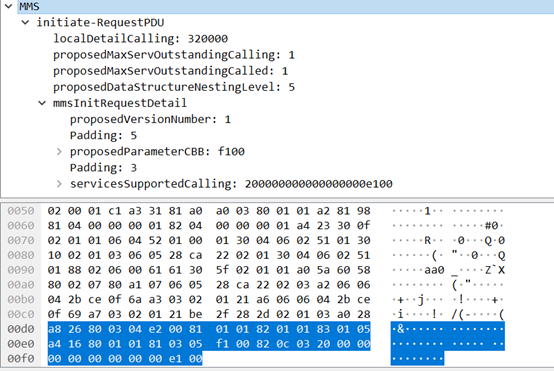 MMS
initiate-RequestPDU
localDetailCalling: 320000
proposedMaxServOutstandingCalling: 1
proposedMaxServOutstandingCalled: 1
proposedDataStructureNestingLevel: 5
mmsInitRequestDetail
proposedVersionNumber: 1
Padding: 5
proposedParameterCBB: f100
Padding: 3
servicesSupportedCalling: 200000000000000000e100
0050 02 00 01 c1 a3 31 81 a0 a0 03 80 01 01 a2 81 98 ·····1·· ········
0060 81 04 00 00 00 01 82 04 00 00 00 01 a4 23 30 0f ········ ·····#0·
0070 02 01 01 06 04 52 01 00 01 30 04 06 02 51 01 30 ·····R·· ·0···Q·0
0080 10 02 01 03 06 05 28 ca 22 02 01 30 04 06 02 51 ······(· "··0···Q
0090 01 88 02 06 00 61 61 30 5f 02 01 01 a0 5a 60 58 ·····aa0 _····Z`X
00a0 80 02 07 80 a1 07 06 05 28 ca 22 02 03 a2 06 06 ········ (·"·····
00b0 04 2b ce 0f 6a a3 03 02 01 21 a6 06 06 04 2b ce ·+··j··· ·!····+·
00c0 0f 69 a7 03 02 01 21 be 2f 28 2d 02 01 03 a0 28 ·i····!· /(-····(
00d0 a8 26 80 03 04 e2 00 81 01 01 82 01 01 83 01 05 ·&······ ········
00e0 a4 16 80 01 01 81 03 05 f1 00 82 0c 03 20 00 00 ········ ········
00f0 00 00 00 00 00 00 e1 00 ········